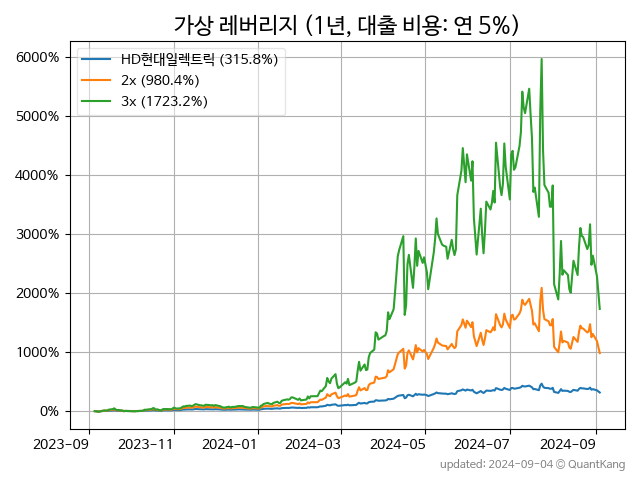 가상 레버리지 (1년, 대출 비용: 연 5%)
HD현대일렉트릭 (315.8%)
2x (980.4%)
3x (1723.2%)
6000%
5000%
4000%
3000%
2000%
1000%
0%
2023-09 2023-11 2024-01 2024-03 2024-05 2024-07 2024-09
updated: 2024-09-04 @ QuantKang